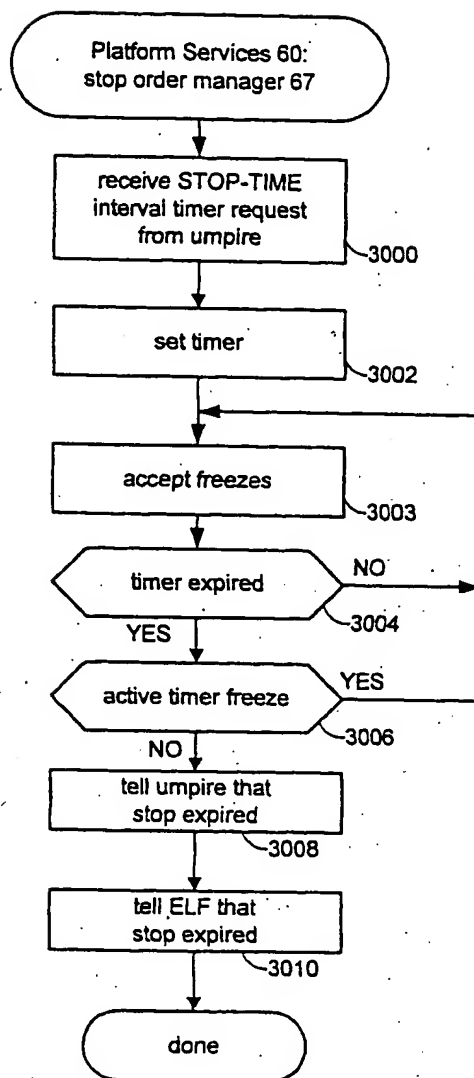 Platform Services 60:
stop order manager 67
receive STOP-TIME
interval timer request
from umpire
3000
set timer
3002
accept freezes
3003
timer expired
NO
3004
YES
active timer freeze
YES
3006
NO
tell umpire that
stop expired
3008
tell ELF that
stop expired
3010
done